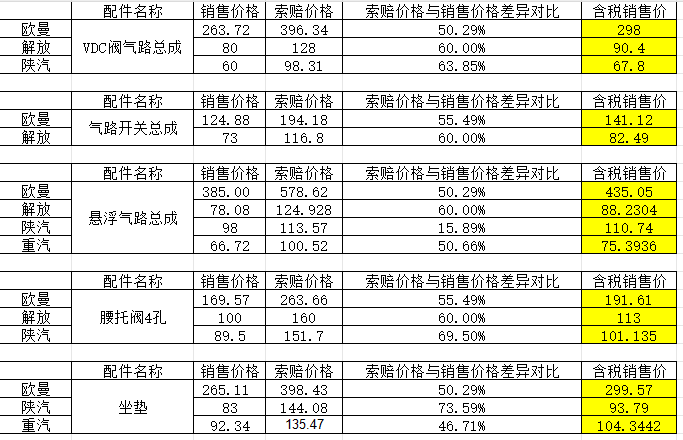 配件名称 销售价格 索赔价格 索赔价格与销售价格差异对比 含税销售价
欧曼 263.72 396.34 50.29% 298
解放 VDC阀气路总成 80 128 60.00% 90.4
陕汽 60 98.31 63.85% 67.8
配件名称 销售价格 索赔价格 索赔价格与销售价格差异对比 含税销售价
欧曼 气路开关总成 124.88 194.18 55.49% 141.12
解放 73 116.8 60.00% 82.49
配件名称 销售价格 索赔价格 索赔价格与销售价格差异对比 含税销售价
欧曼 385.00 578.62 50.29% 435.05
解放 悬浮气路总成 78.08 124.928 60.00% 88.2304
陕汽 98 113.57 15.89% 110.74
重汽 66.72 100.52 50.66% 75.3936
配件名称 销售价格 索赔价格 索赔价格与销售价格差异对比 含税销售价
欧曼 169.57 263.66 55.49% 191.61
解放 腰托阀4孔 100 160 60.00% 113
陕汽 89.5 151.7 69.50% 101.135
配件名称 销售价格 索赔价格 索赔价格与销售价格差异对比 含税销售价
欧曼 265.11 398.43 50.29% 299.57
陕汽 坐垫 83 144.08 73.59% 93.79
重汽 92.34 135.47 46.71% 104.3442